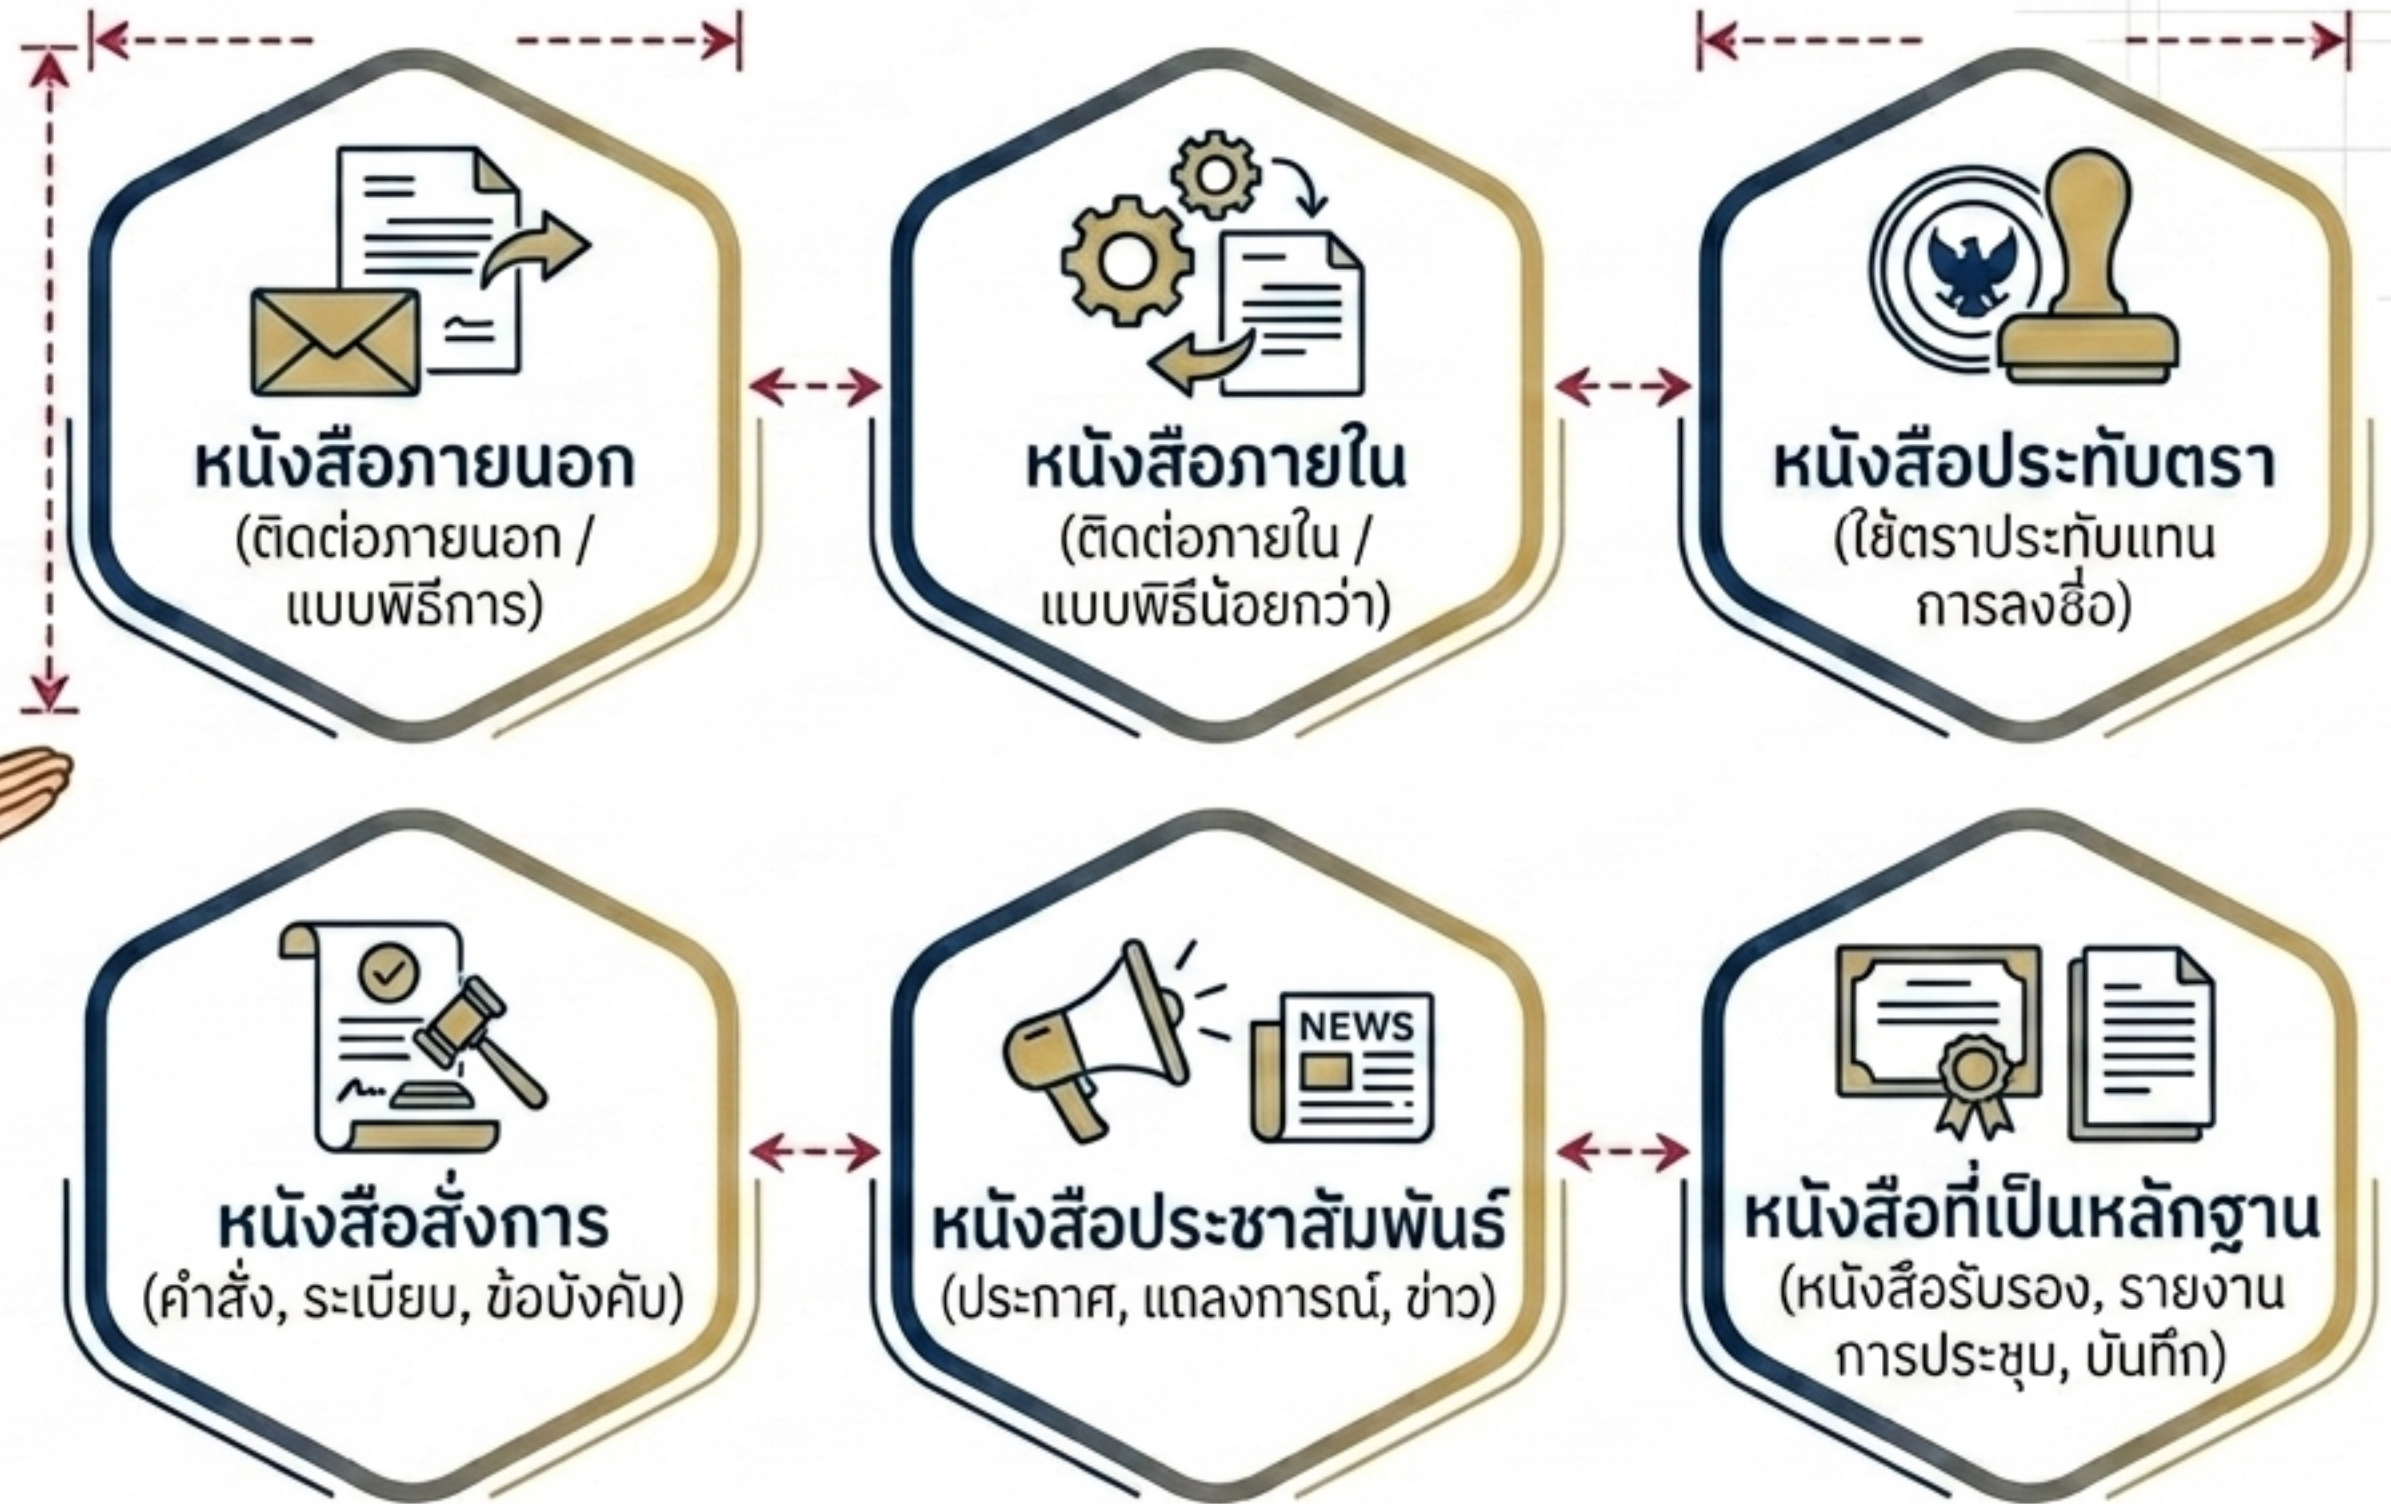 หนังสือภายนอก
(ติดต่อภายนอก /
แบบพิธีการ)
หนังสือภายใน
(ติดต่อภายใน /
แบบพิธีน้อยกว่า)
หนังสือประทับตรา
(ใช้ตราประทับแทน
การลงชื่อ)
หนังสือสั่งการ
(คำสั่ง, ระเบียบ, ข้อบังคับ)
NEWS
หนังสือประชาสัมพันธ์
(ประกาศ, แถลงการณ์, ข่าว)
หนังสือที่เป็นหลักฐาน
(หนังสือรับรอง, รายงาน
การประชุม, บันทึก)